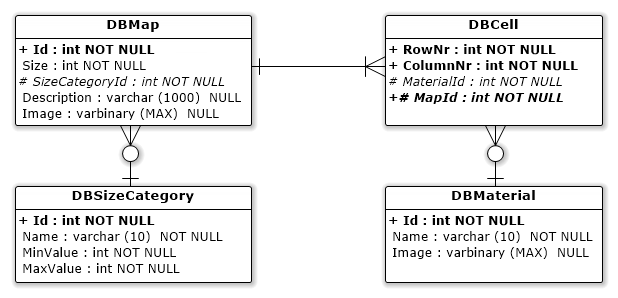 DBMap
+ Id : int NOT NULL
Size : int NOT NULL
# SizeCategoryId : int NOT NULL
Description : varchar (1000)  NULL
Image : varbinary (MAX)  NULL
DBCell
+ RowNr : int NOT NULL
+ ColumnNr : int NOT NULL
# MaterialId : int NOT NULL
+# MapId : int NOT NULL
DBSizeCategory
+ Id : int NOT NULL
Name : varchar (10)  NOT NULL
MinValue : int NOT NULL
MaxValue : int NOT NULL
DBMaterial
+ Id : int NOT NULL
Name : varchar (10)  NOT NULL
Image : varbinary (MAX)  NULL